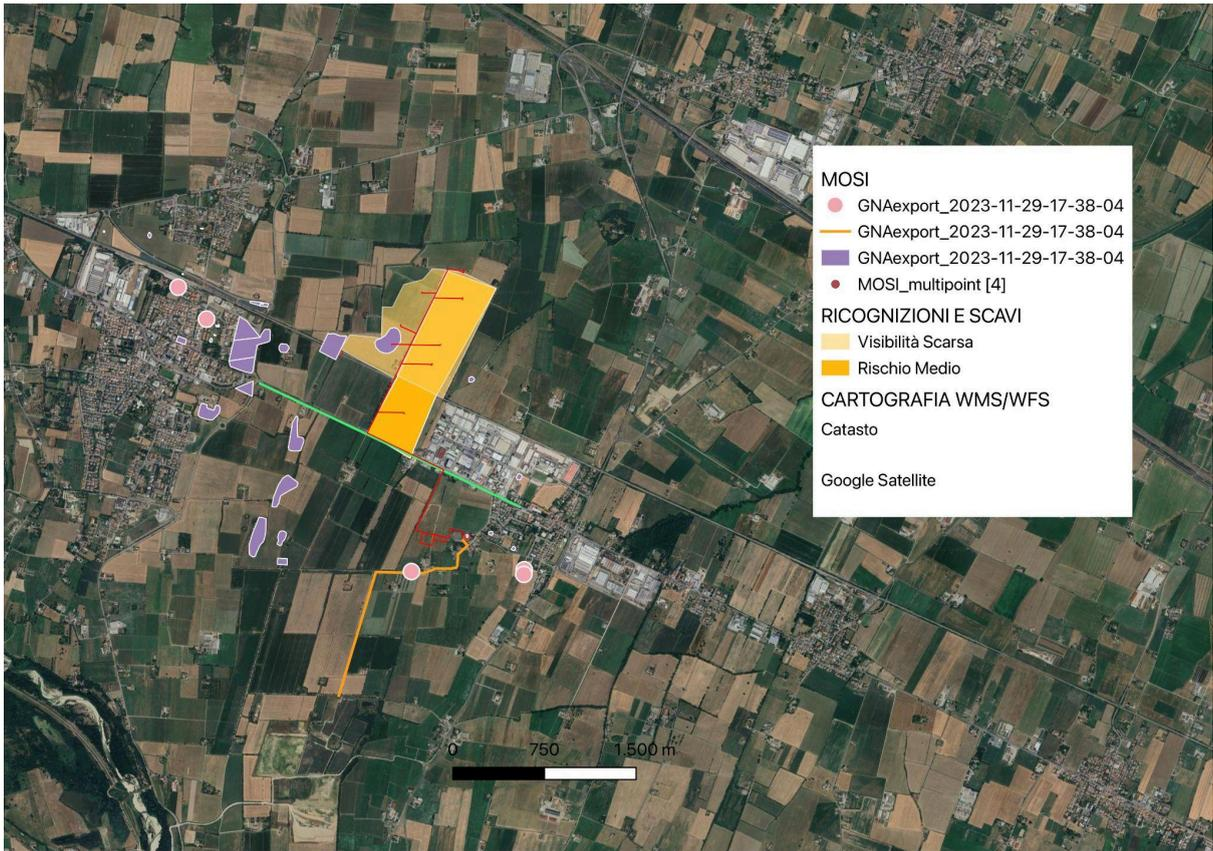 MOSI
GNAexport_2023-11-29-17-38-04
GNAexport_2023-11-29-17-38-04
GNAexport_2023-11-29-17-38-04
MOSI_multipoint [4]
RICOGNIZIONI E SCAVI
Visibilità Scarsa
Rischio Medio
CARTOGRAFIA WMS/WFS
Catasto
Google Satellite
0 750 1.500 m